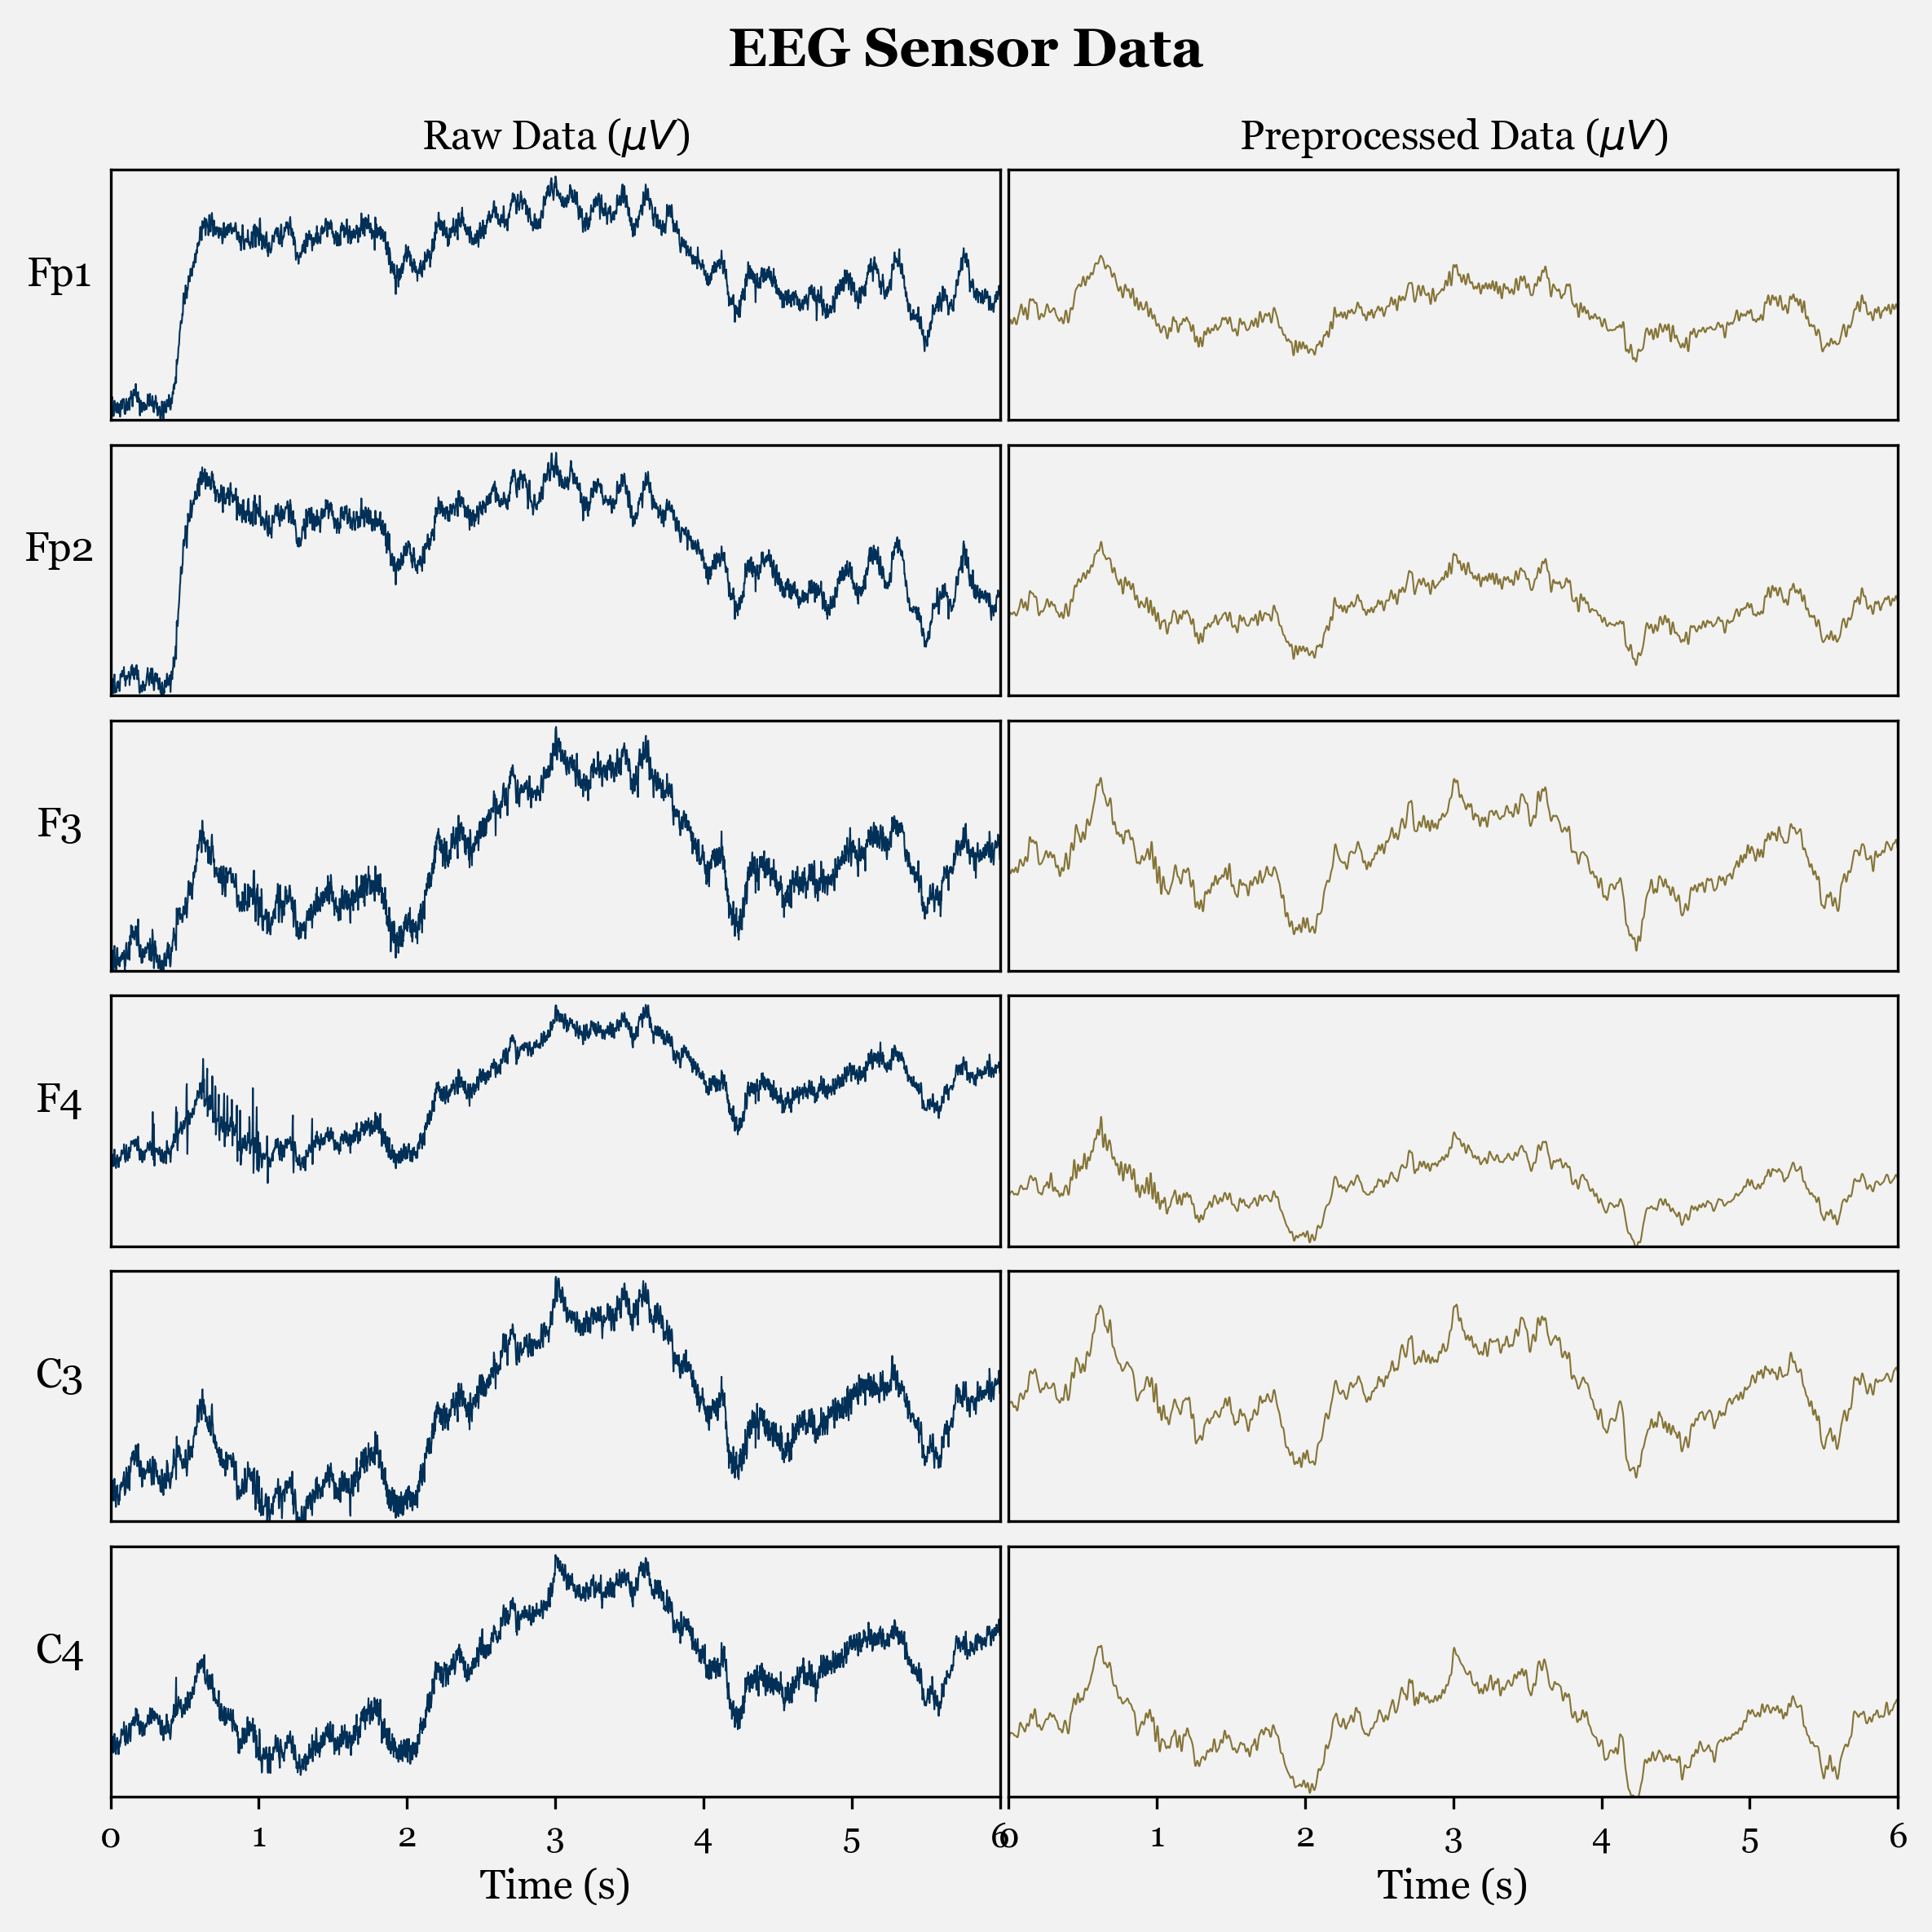 EEG Sensor Data
Raw Data (μV)
Preprocessed Data (μV)
Fp1
Fp2
F3
F4
C3
C4
0 1 2 3 4 5 6
0 1 2 3 4 5 6
Time (s)
Time (s)